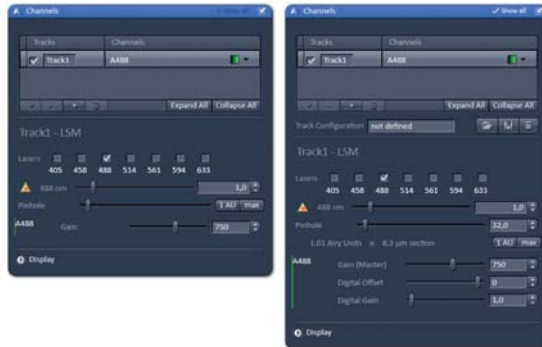 Channels
Show all
Tracks Channels
Track1 A488
Expand All Collapse All
Track1 - LSM
Lasers
405 458 488 514 561 594 633
488 nm 1,0
Pinhole 1 AU max
A488 Gain 750
Display
Channels
Show all
Tracks Channels
Track1 A488
Expand All Collapse All
Track Configuration not defined
Track1 - LSM
Lasers
405 458 488 514 561 594 633
488 nm 1,0
Pinhole 32,0
1.01 Airy Units = 6.3 µm section 1 AU max
A488 Gain (Master) 750
Digital Offset 0
Digital Gain 1,0
Display